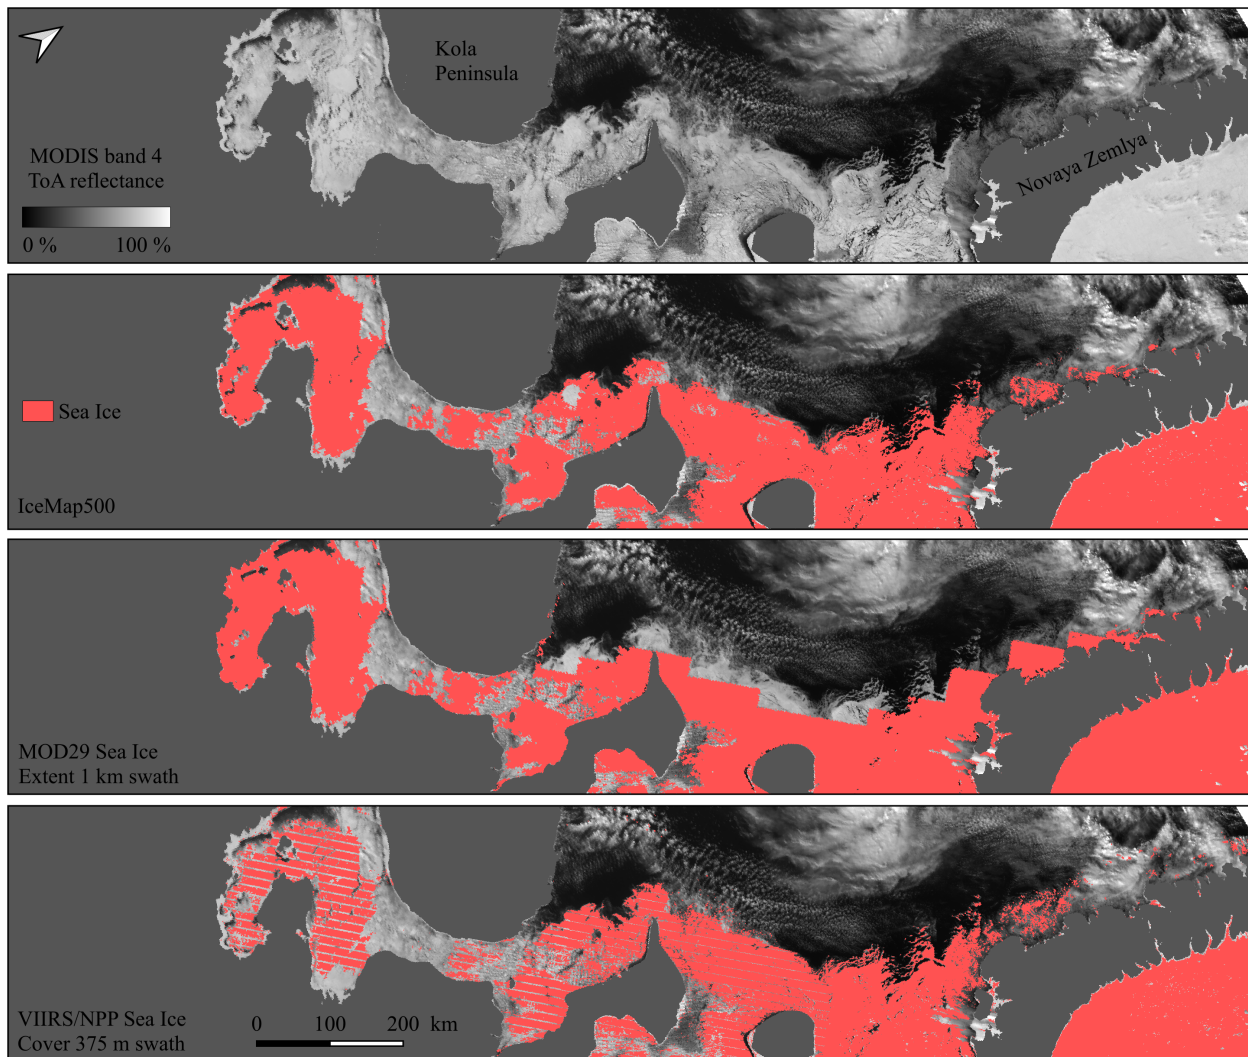 Kola
Peninsula
MODIS band 4
ToA reflectance
0 % 100 %
Novaya Zemlya
Sea Ice
IceMap500
MOD29 Sea Ice
Extent 1 km swath
VIIRS/NPP Sea Ice
Cover 375 m swath
0 100 200 km